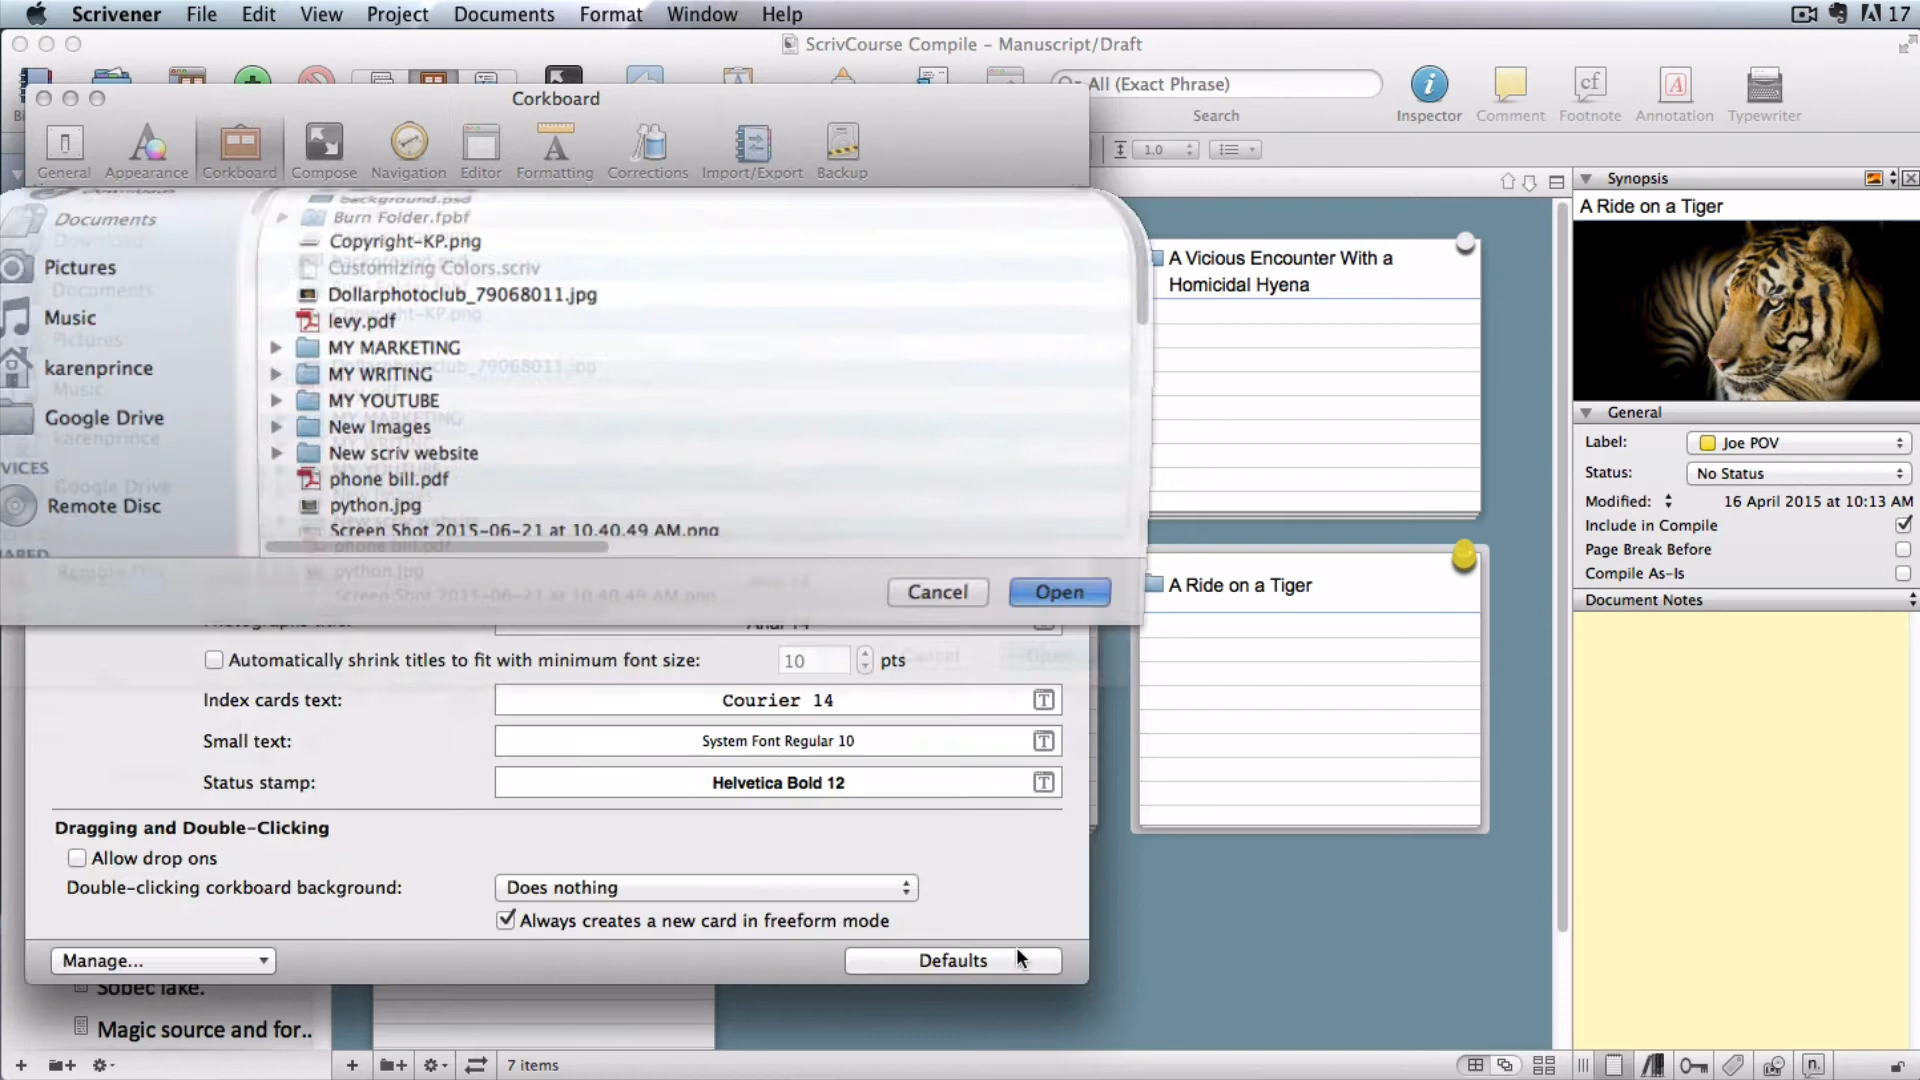 Scrivener File Edit View Project Documents Format Window Help 17
ScrivCourse Compile – Manuscript/Draft
All (Exact Phrase)
Search
Inspector Comment Footnote Annotation Typewriter
Corkboard
General Appearance Corkboard Compose Navigation Editor Formatting Corrections Import/Export Backup
1.0
Documents
Pictures
Music
karenprince
Google Drive
Remote Disc
background.psd
Burn Folder.fpbf
Copyright-KP.png
Customizing Colors.scriv
Dollarphotoclub_79068011.jpg
levy.pdf
MY MARKETING
MY WRITING
MY YOUTUBE
New Images
New scriv website
phone bill.pdf
python.jpg
Screen Shot 2015-06-21 at 10.40.49 AM.png
Cancel Open
Automatically shrink titles to fit with minimum font size: 10 pts
Index cards text: Courier 14
Small text: System Font Regular 10
Status stamp: Helvetica Bold 12
Dragging and Double-Clicking
Allow drop ons
Double-clicking corkboard background: Does nothing
Always creates a new card in freeform mode
Manage... Defaults
Sobec lake.
Magic source and for..
7 items
A Vicious Encounter With a
Homicidal Hyena
A Ride on a Tiger
Synopsis
A Ride on a Tiger
General
Label: Joe POV
Status: No Status
Modified: 16 April 2015 at 10:13 AM
Include in Compile
Page Break Before
Compile As-Is
Document Notes